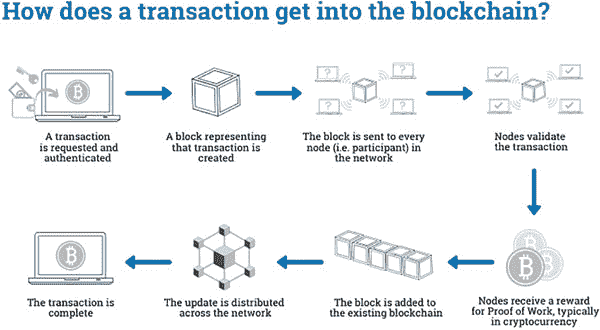 How does a transaction get into the blockchain?
A transaction
is requested and
authenticated
A block representing
that transaction is
created
The block is sent to every
node (i.e. participant) in
the network
Nodes validate
the transaction
Nodes receive a reward
for Proof of Work, typically
in cryptocurrency
The block is added to the
existing blockchain
The update is distributed
across the network
The transaction is
complete